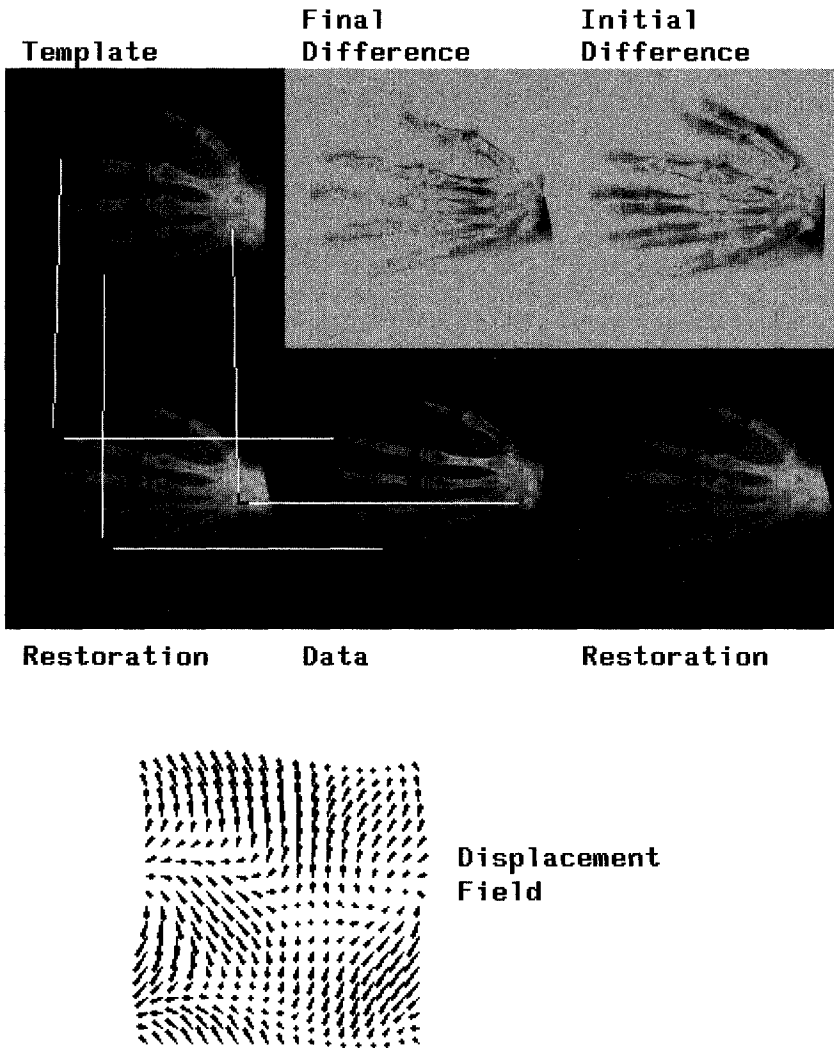 Template
Final
Difference
Initial
Difference
Restoration
Data
Restoration
Displacement
Field